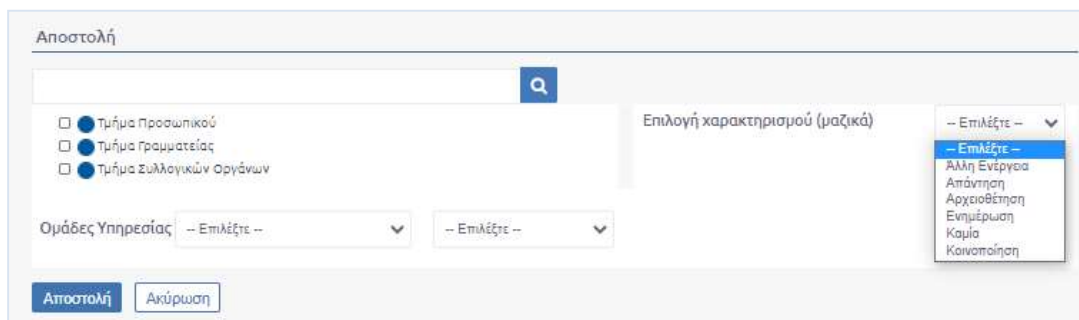 Αποστολή
Τμήμα Προσωπικού
Τμήμα Γραμματείας
Τμήμα Συλλογικών Οργάνων
Επιλογή χαρακτηρισμού (μαζικά)
-- Επιλέξτε --
-- Επιλέξτε --
Άλλη Ενέργεια
Απάντηση
Αρχειοθέτηση
Ενημέρωση
Καμία
Κοινοποίηση
Ομάδες Υπηρεσίας -- Επιλέξτε -- -- Επιλέξτε --
Αποστολή Ακύρωση